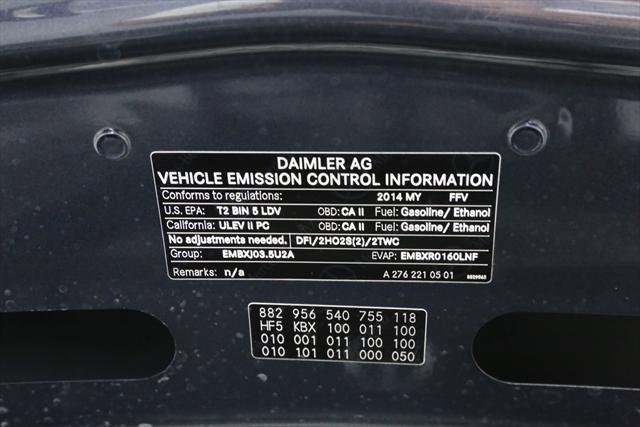 DAIMLER AG
VEHICLE EMISSION CONTROL INFORMATION
Conforms to regulations: 2014 MY FFV
U.S. EPA: T2 BIN 5 LDV OBD: CA II Fuel: Gasoline/ Ethanol
California: ULEV II PC OBD: CA II Fuel: Gasoline/ Ethanol
No adjustments needed. DFI/2HO2S(2)/2TWC
Group: EMBXJ03.5U2A EVAP: EMBXR0160LNF
Remarks: n/a A 276 221 05 01
882 956 540 755 118
HF5 KBX 100 011 100
010 001 011 100 100
010 101 011 000 050